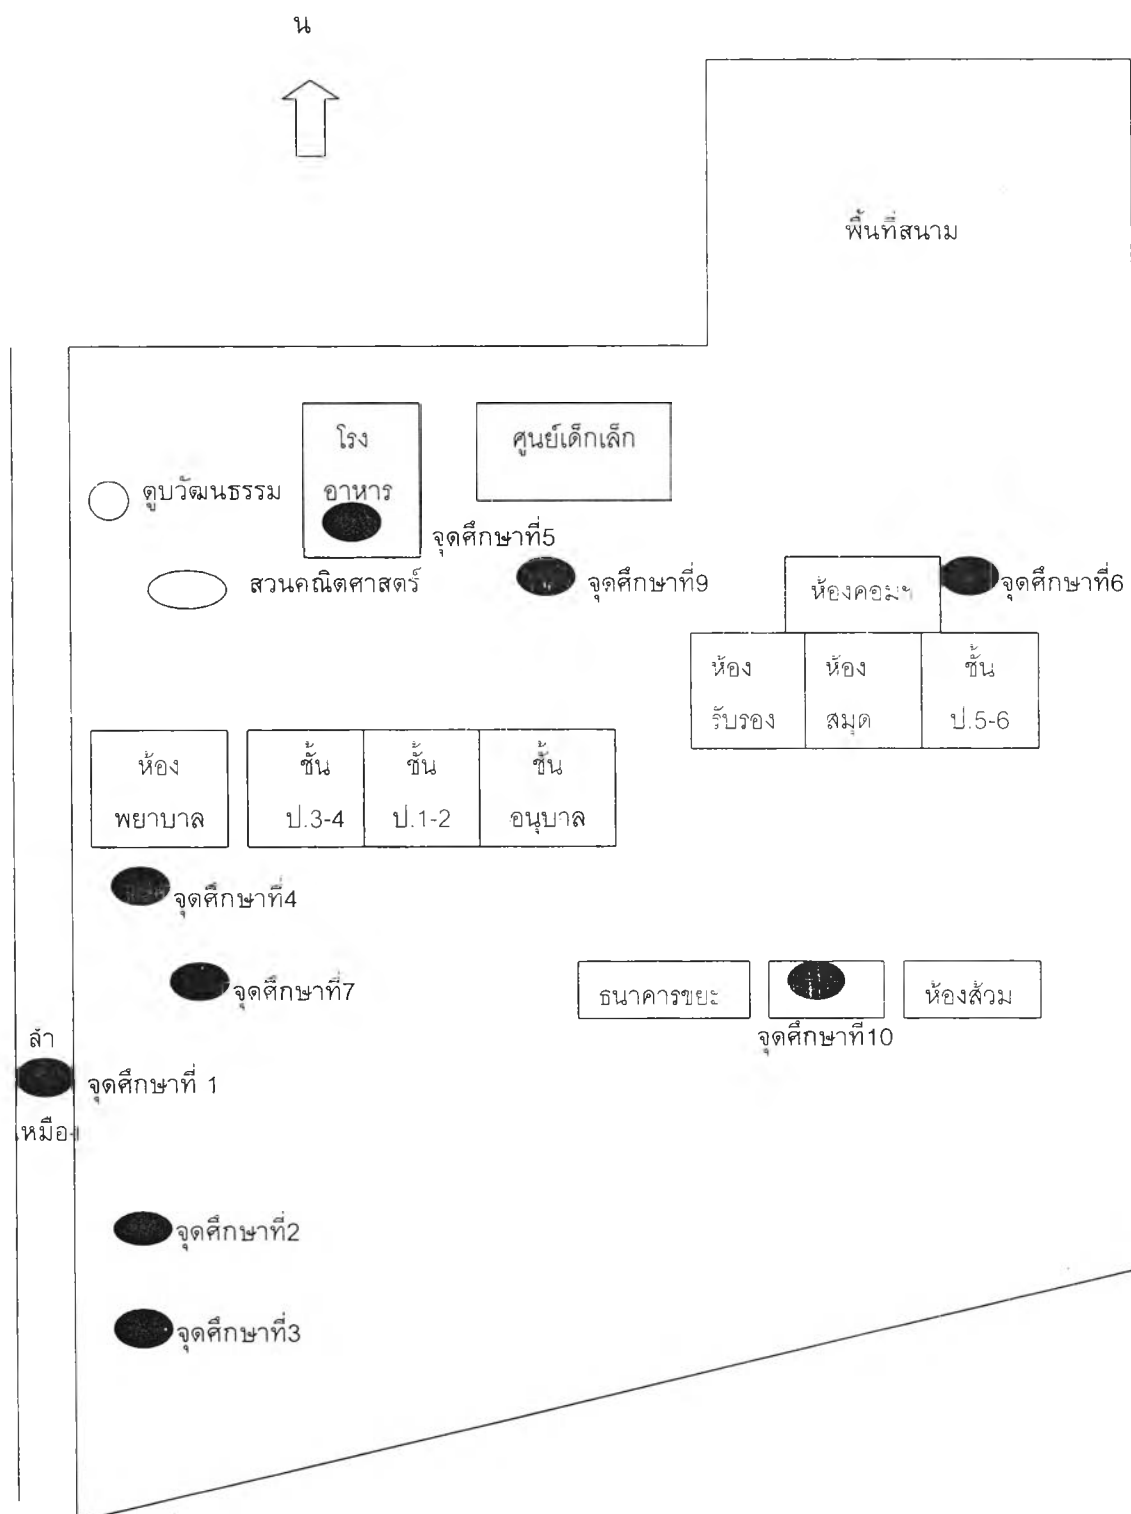 น
พื้นที่สนาม
โรง
อาหาร
ศูนย์เด็กเล็ก
ตูบวัฒนธรรม
จุดศึกษาที่5
สวนคณิตศาสตร์
จุดศึกษาที่9
ห้องคอมฯ
จุดศึกษาที่6
ห้อง
รับรอง
ห้อง
สมุด
ชั้น
ป.5-6
ห้อง
พยาบาล
ชั้น
ป.3-4
ชั้น
ป.1-2
ชั้น
อนุบาล
จุดศึกษาที่4
จุดศึกษาที่7
ธนาคารขยะ
ห้องส้วม
จุดศึกษาที่10
ลำ
จุดศึกษาที่ 1
เหมือง
จุดศึกษาที่2
จุดศึกษาที่3